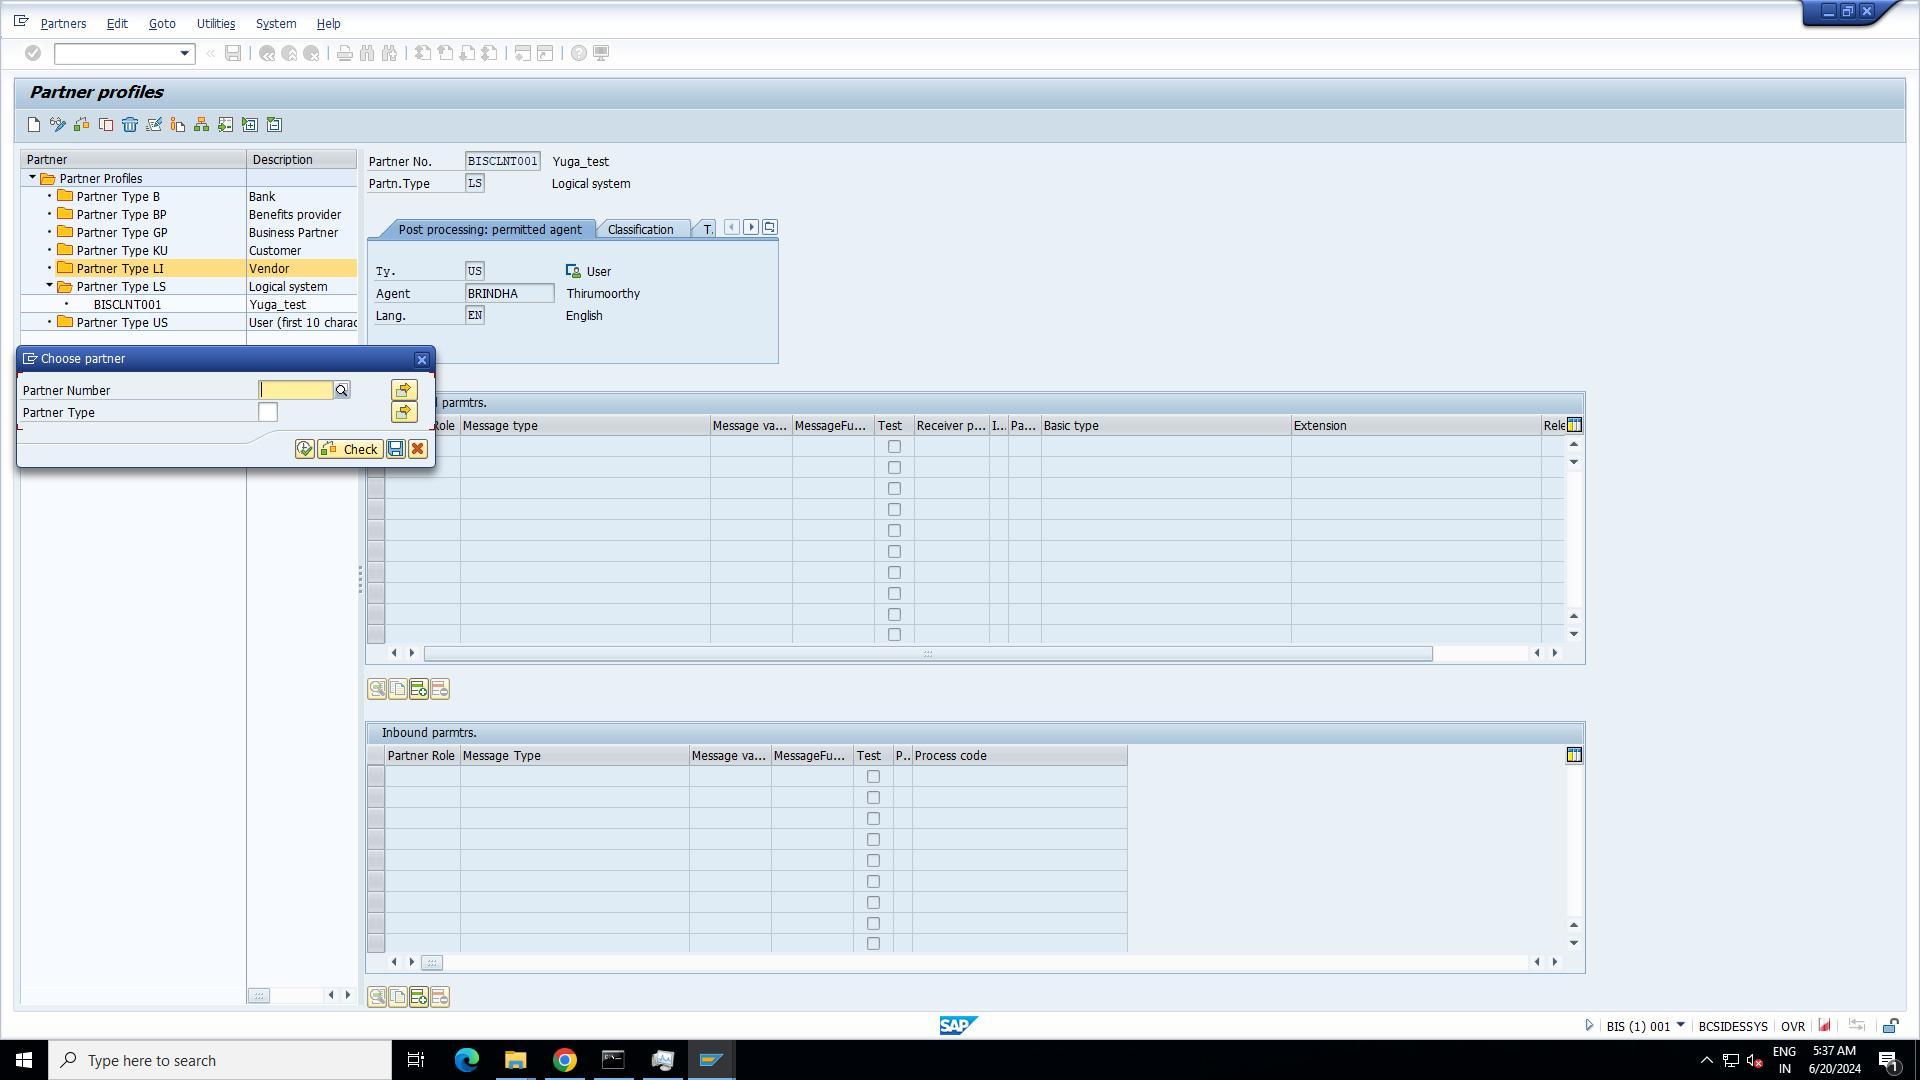 Partners Edit Goto Utilities System Help
Partner profiles
Partner Description
Partner Profiles
Partner Type B Bank
Partner Type BP Benefits provider
Partner Type GP Business Partner
Partner Type KU Customer
Partner Type LI Vendor
Partner Type LS Logical system
BISCLNT001 Yuga_test
Partner Type US User (first 10 charac
Partner No. BISCLNT001 Yuga_test
Partn.Type LS Logical system
Post processing: permitted agent Classification T.
Ty. US User
Agent BRINDHA Thirumoorthy
Lang. EN English
Choose partner
Partner Number
Partner Type
Check
parmtrs.
Role Message type Message va... MessageFu... Test Receiver p... I... Pa... Basic type Extension Rele
Inbound parmtrs.
Partner Role Message Type Message va... MessageFu... Test P.. Process code
SAP
BIS (1) 001 BCSIDESSYS OVR
Type here to search
ENG
IN
5:37 AM
6/20/2024
1